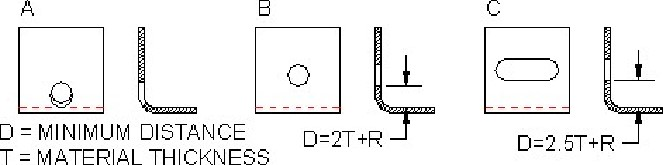 A
B
C
D = MINIMUM DISTANCE
T = MATERIAL THICKNESS
D=2T+R
D=2.5T+R